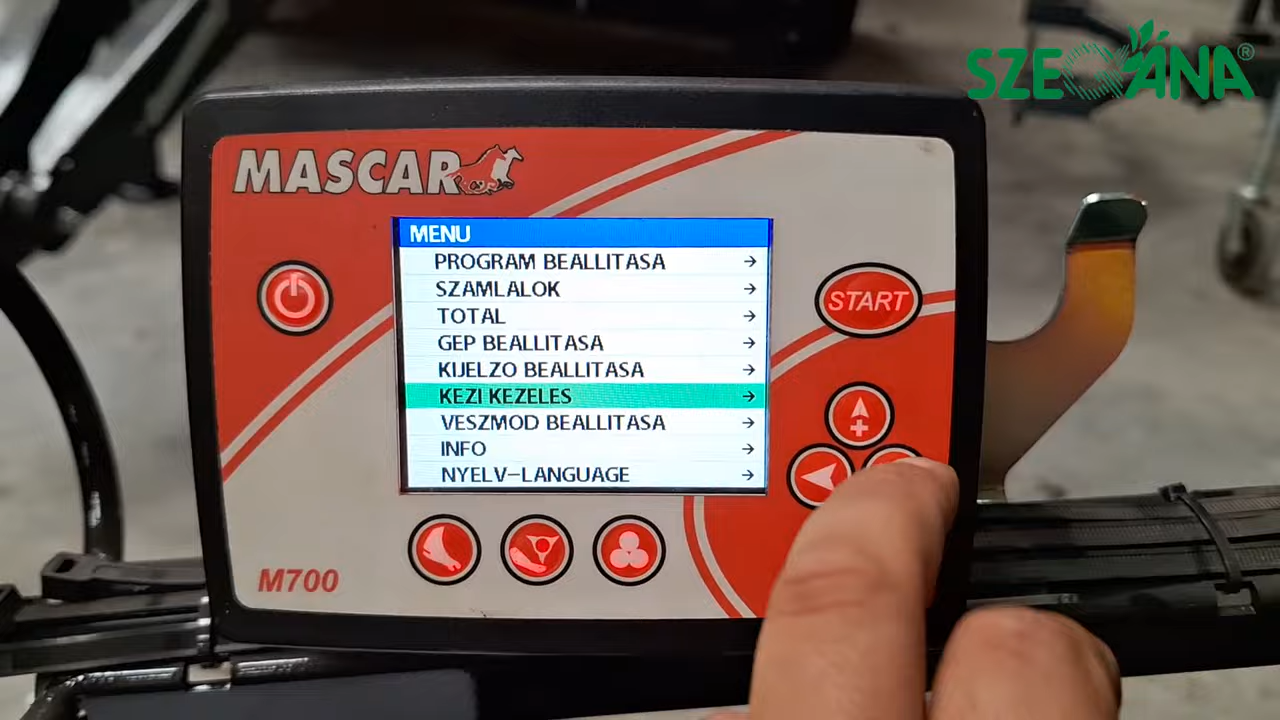 SZEGÁNA®
MASCAR
MENU
PROGRAM BEALLITASA →
SZAMLALOK →
TOTAL →
GEP BEALLITASA →
KIJELZO BEALLITASA →
KEZI KEZELES →
VESZMOD BEALLITASA →
INFO →
NYELV-LANGUAGE →
START
M700